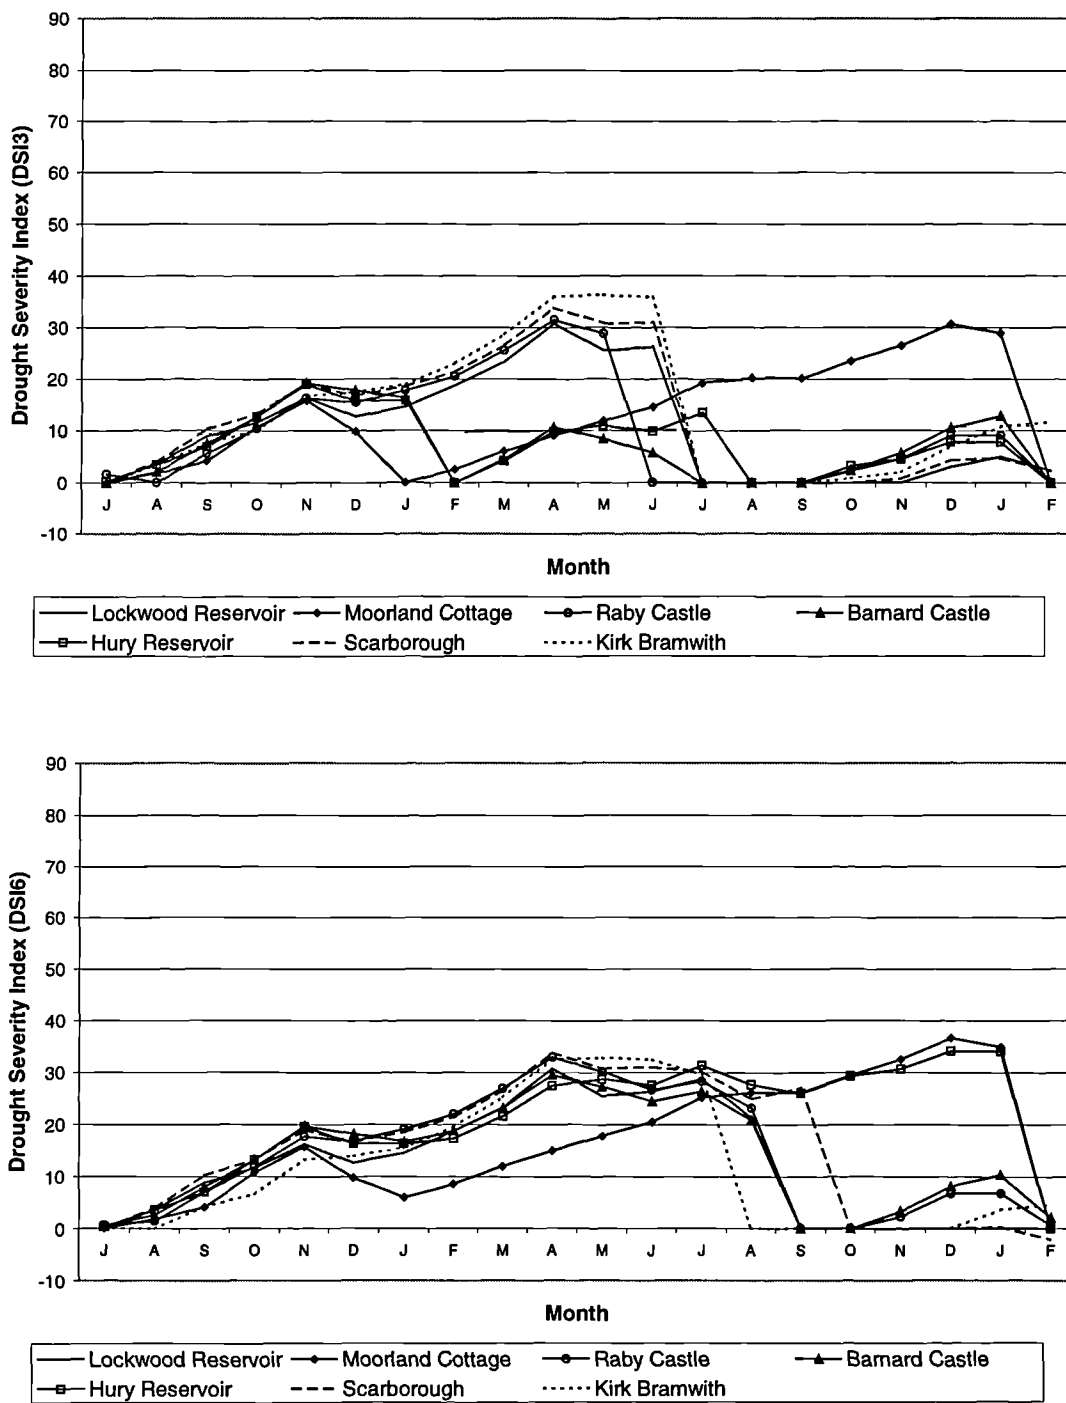 90
80
70
60
50
40
30
20
10
0
-10
Drought Severity Index (DSI3)
J A S O N D J F M A M J J A S O N D J F
Month
Lockwood Reservoir Moorland Cottage Raby Castle Barnard Castle
Hury Reservoir Scarborough Kirk Bramwith
90
80
70
60
50
40
30
20
10
0
-10
Drought Severity Index (DSI6)
J A S O N D J F M A M J J A S O N D J F
Month
Lockwood Reservoir Moorland Cottage Raby Castle Barnard Castle
Hury Reservoir Scarborough Kirk Bramwith